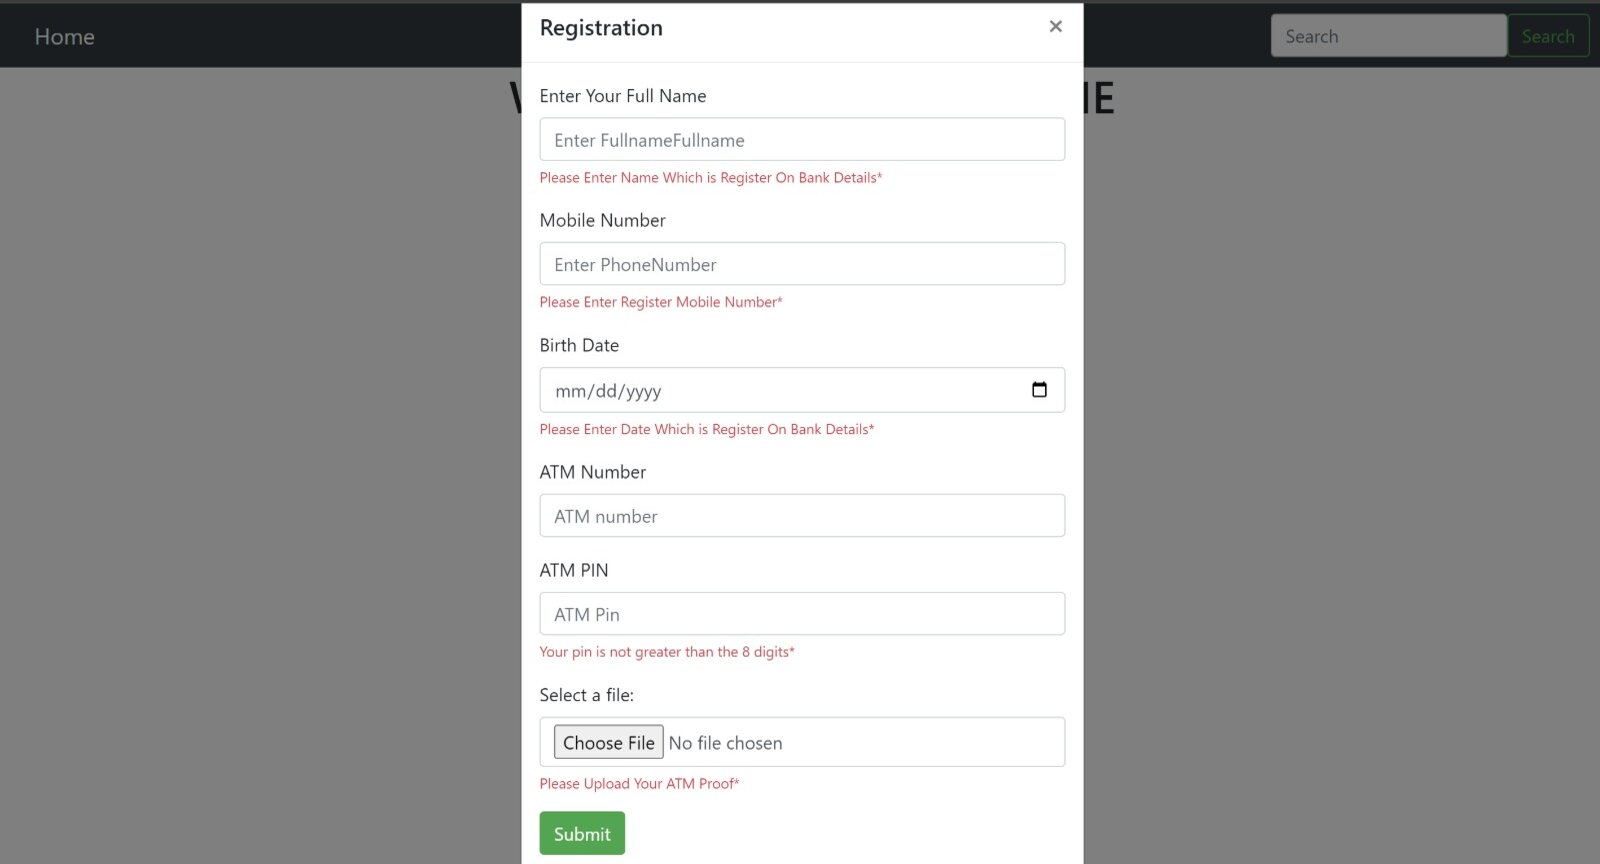 Home
Search
Search
Registration
×
Enter Your Full Name
Enter FullnameFullname
Please Enter Name Which is Register On Bank Details*
Mobile Number
Enter PhoneNumber
Please Enter Register Mobile Number*
Birth Date
mm/dd/yyyy
Please Enter Date Which is Register On Bank Details*
ATM Number
ATM number
ATM PIN
ATM Pin
Your pin is not greater than the 8 digits*
Select a file:
Choose File No file chosen
Please Upload Your ATM Proof*
Submit